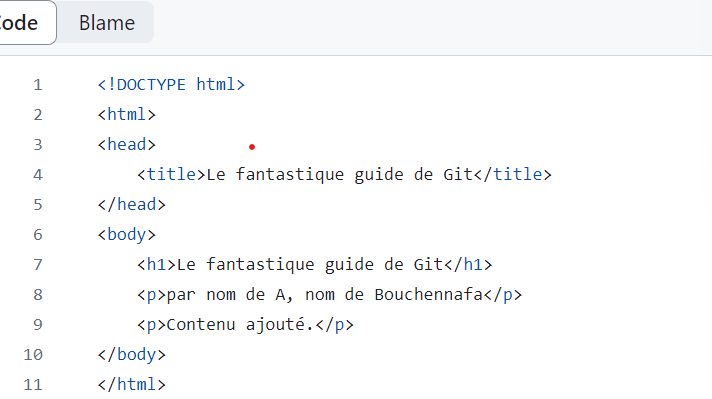 Code Blame
1 <!DOCTYPE html>
2 <html>
3 <head>
4     <title>Le fantastique guide de Git</title>
5 </head>
6 <body>
7     <h1>Le fantastique guide de Git</h1>
8     <p>par nom de A, nom de Bouchennafa</p>
9     <p>Contenu ajouté.</p>
10 </body>
11 </html>